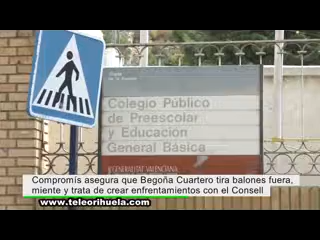 Colegio Público
de Preescolar
y Educación
General Básica
GENERALITAT VALENCIANA
Compromís asegura que Begoña Cuartero tira balones fuera,
miente y trata de crear enfrentamientos con el Consell
www.teleorihuela.com